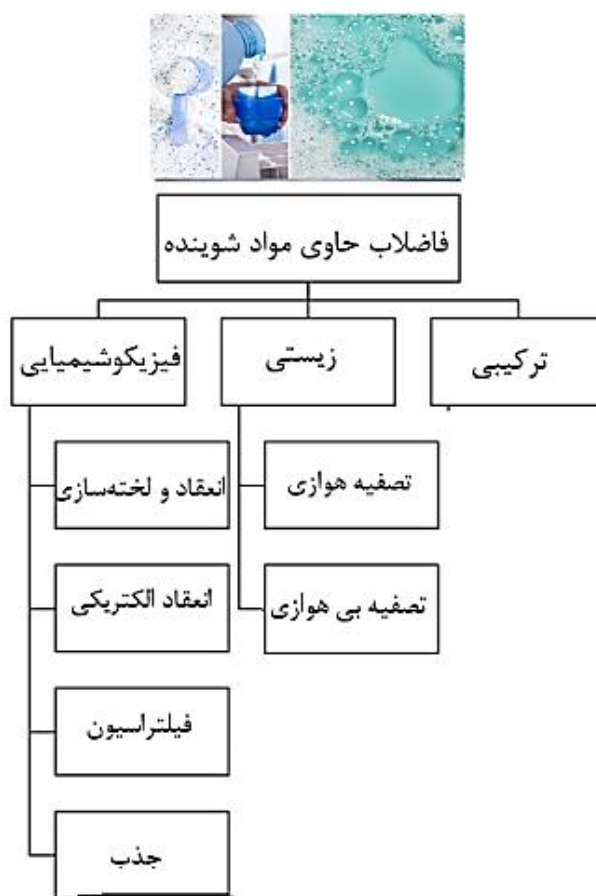 فاضلاب حاوی مواد شوینده
ترکیبی
زیستی
فیزیکوشیمیایی
تصفیه هوازی
تصفیه بی هوازی
انعقاد و لخته‌سازی
انعقاد الکتریکی
فیلتراسیون
جذب